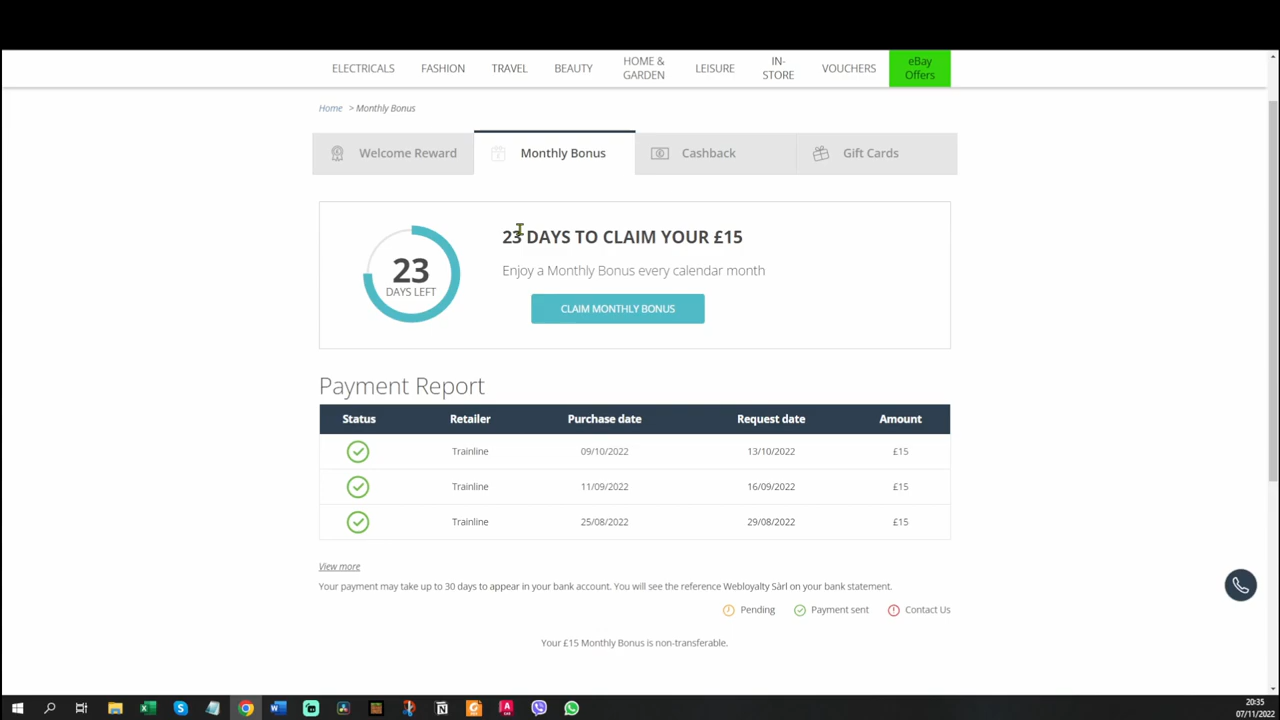 ELECTRICALS FASHION TRAVEL BEAUTY HOME & GARDEN LEISURE IN-STORE VOUCHERS eBay Offers
Home > Monthly Bonus
Welcome Reward Monthly Bonus Cashback Gift Cards
23 DAYS LEFT
23 DAYS TO CLAIM YOUR £15
Enjoy a Monthly Bonus every calendar month
CLAIM MONTHLY BONUS
Payment Report
Status Retailer Purchase date Request date Amount
Trainline 09/10/2022 13/10/2022 £15
Trainline 11/09/2022 16/09/2022 £15
Trainline 25/08/2022 29/08/2022 £15
View more
Your payment may take up to 30 days to appear in your bank account. You will see the reference Webloyalty Sàrl on your bank statement.
Pending Payment sent Contact Us
Your £15 Monthly Bonus is non-transferable.
20:35
07/11/2022